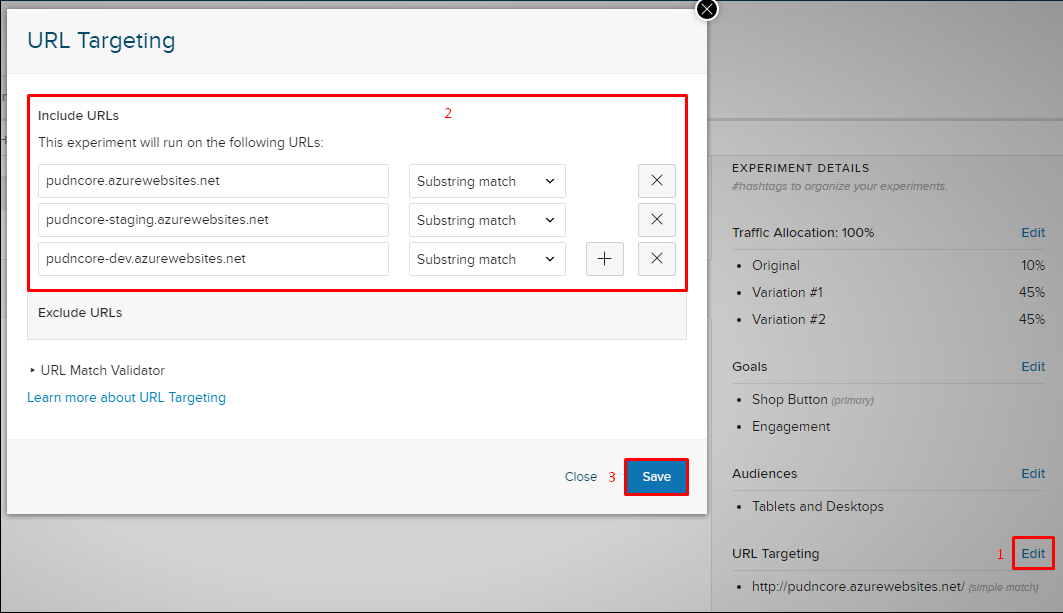 URL Targeting
Include URLs
2
This experiment will run on the following URLs:
pudncore.azurewebsites.net Substring match
pudncore-staging.azurewebsites.net Substring match
pudncore-dev.azurewebsites.net Substring match
Exclude URLs
URL Match Validator
Learn more about URL Targeting
Close 3 Save
EXPERIMENT DETAILS
#hashtags to organize your experiments.
Traffic Allocation: 100% Edit
• Original 10%
• Variation #1 45%
• Variation #2 45%
Goals Edit
• Shop Button (primary)
• Engagement
Audiences Edit
• Tablets and Desktops
URL Targeting 1 Edit
• http://pudncore.azurewebsites.net/ (simple match)